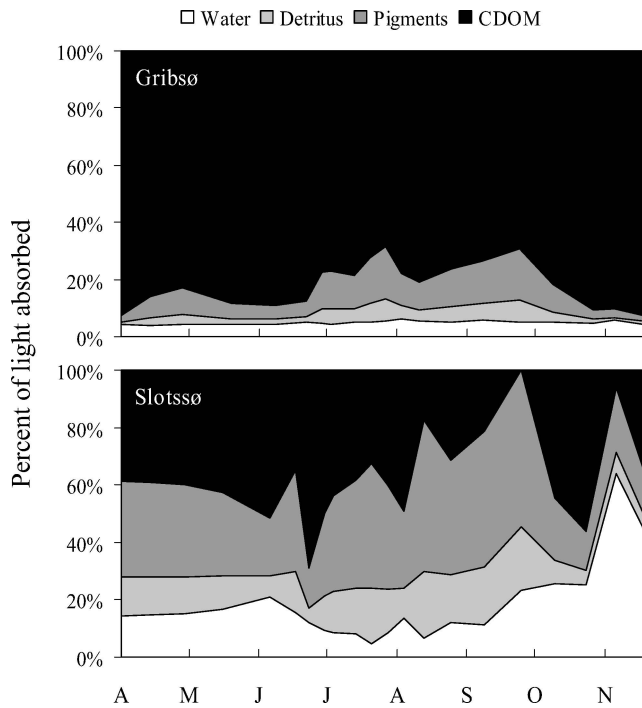 Water Detritus Pigments CDOM
100%
Gribsø
80%
60%
40%
20%
0%
Percent of light absorbed
100%
Slotssø
80%
60%
40%
20%
0%
A M J J A S O N